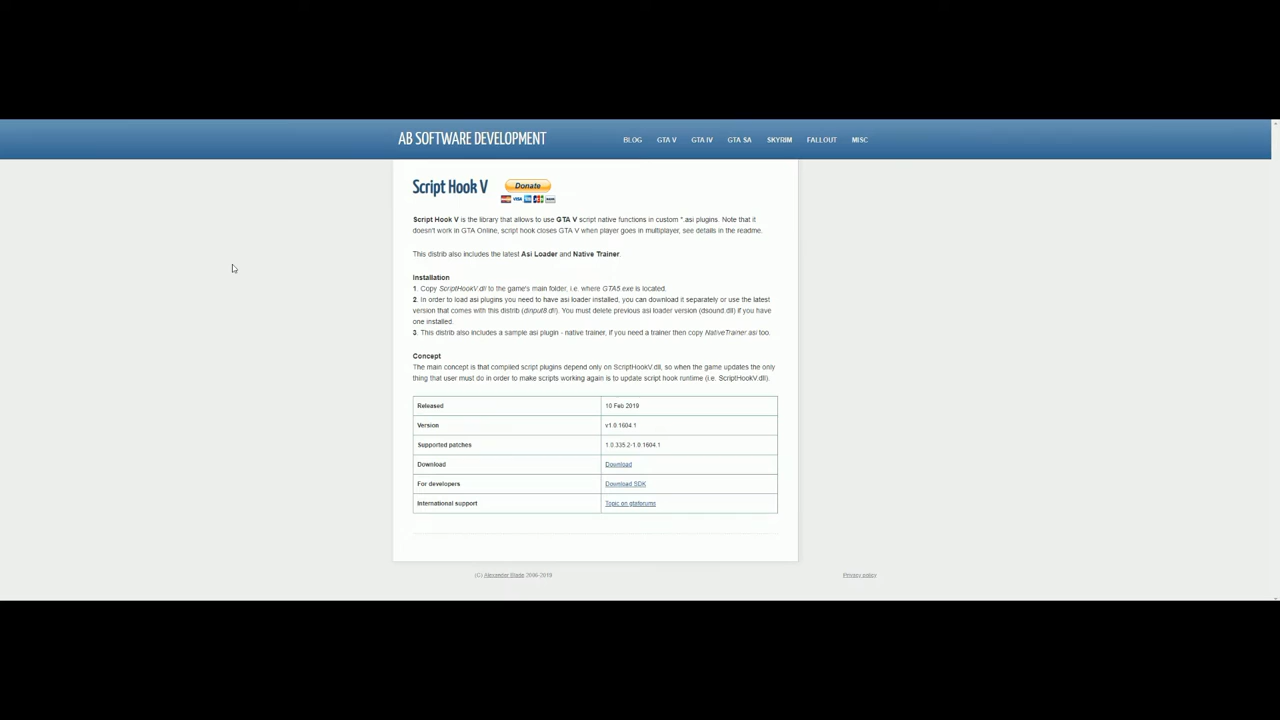 AB SOFTWARE DEVELOPMENT
BLOG GTA V GTA IV GTA SA SKYRIM FALLOUT MISC
Script Hook V Donate
VISA
Script Hook V is the library that allows to use GTA V script native functions in custom *.asi plugins. Note that it
doesn't work in GTA Online, script hook closes GTA V when player goes in multiplayer, see details in the readme.
This distrib also includes the latest Asi Loader and Native Trainer.
Installation
1. Copy ScriptHookV.dll to the game's main folder, i.e. where GTA5.exe is located.
2. In order to load asi plugins you need to have asi loader installed, you can download it separately or use the latest
version that comes with this distrib (dinput8.dll). You must delete previous asi loader version (dsound.dll) if you have
one installed.
3. This distrib also includes a sample asi plugin - native trainer, if you need a trainer then copy NativeTrainer.asi too.
Concept
The main concept is that compiled script plugins depend only on ScriptHookV.dll, so when the game updates the only
thing that user must do in order to make scripts working again is to update script hook runtime (i.e. ScriptHookV.dll).
Released 10 Feb 2019
Version v1.0.1604.1
Supported patches 1.0.335.2-1.0.1604.1
Download Download
For developers Download SDK
International support Topic on gtaforums
(C) Alexander Blade 2006-2019
Privacy policy